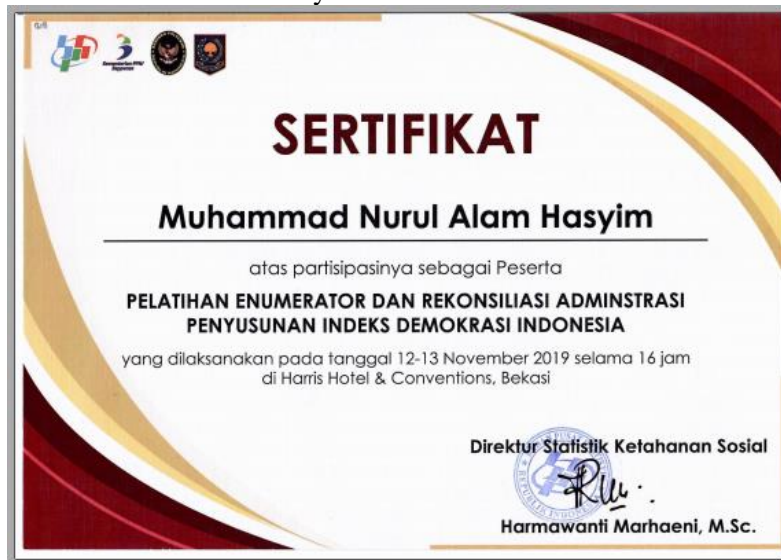 SERTIFIKAT
Muhammad Nurul Alam Hasyim
atas partisipasinya sebagai Peserta
PELATIHAN ENUMERATOR DAN REKONSILIASI ADMINSTRASI
PENYUSUNAN INDEKS DEMOKRASI INDONESIA
yang dilaksanakan pada tanggal 12-13 November 2019 selama 16 jam
di Harris Hotel & Conventions, Bekasi
Direktur Statistik Ketahanan Sosial
REPUBLIK INDONESIA
Harmawanti Marhaeni, M.Sc.